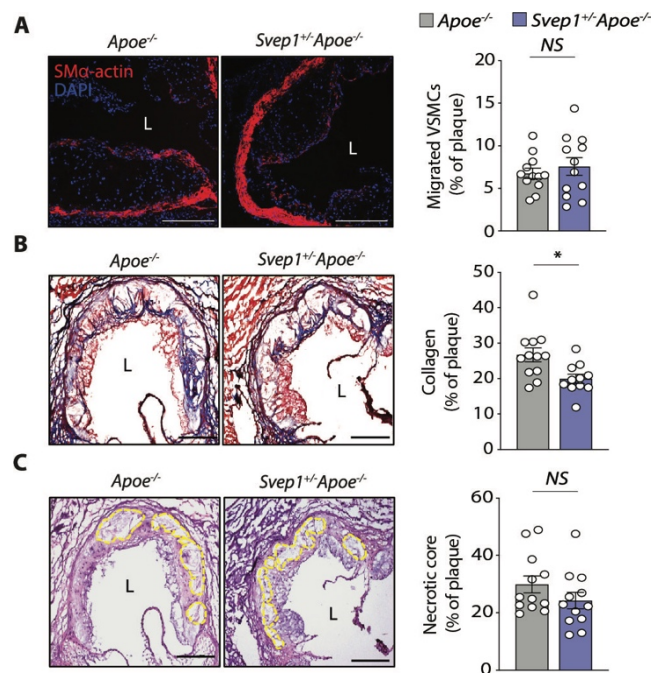 Apoe⁻/⁻ Svep1⁺/⁻Apoe⁻/⁻
A Apoe⁻/⁻ Svep1⁺/⁻Apoe⁻/⁻
SMα-actin
DAPI
L
L
NS
Migrated VSMCs
(% of plaque)
20
15
10
5
0
B Apoe⁻/⁻ Svep1⁺/⁻Apoe⁻/⁻
L
L
*
Collagen
(% of plaque)
50
40
30
20
10
0
C Apoe⁻/⁻ Svep1⁺/⁻Apoe⁻/⁻
L
L
NS
Necrotic core
(% of plaque)
60
40
20
0